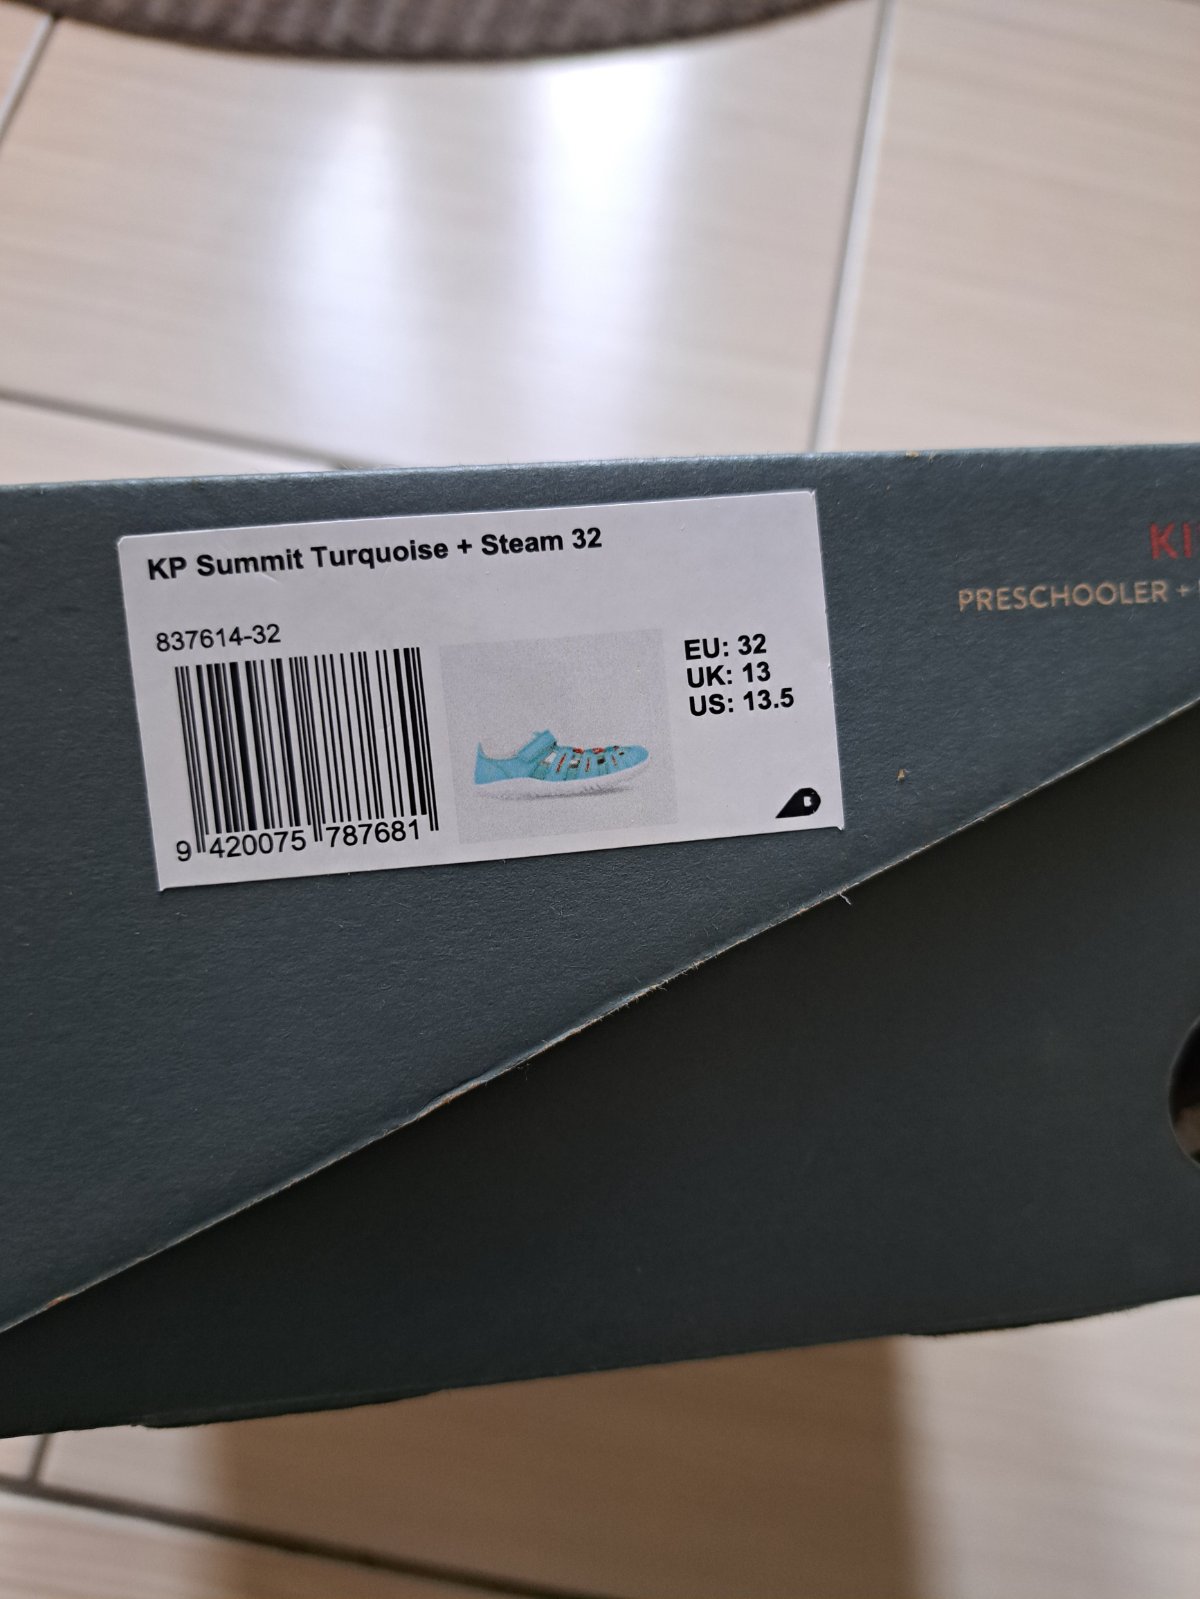 KP Summit Turquoise + Steam 32
837614-32
EU: 32
UK: 13
US: 13.5
9 420075 787681
PRESCHOOLER +